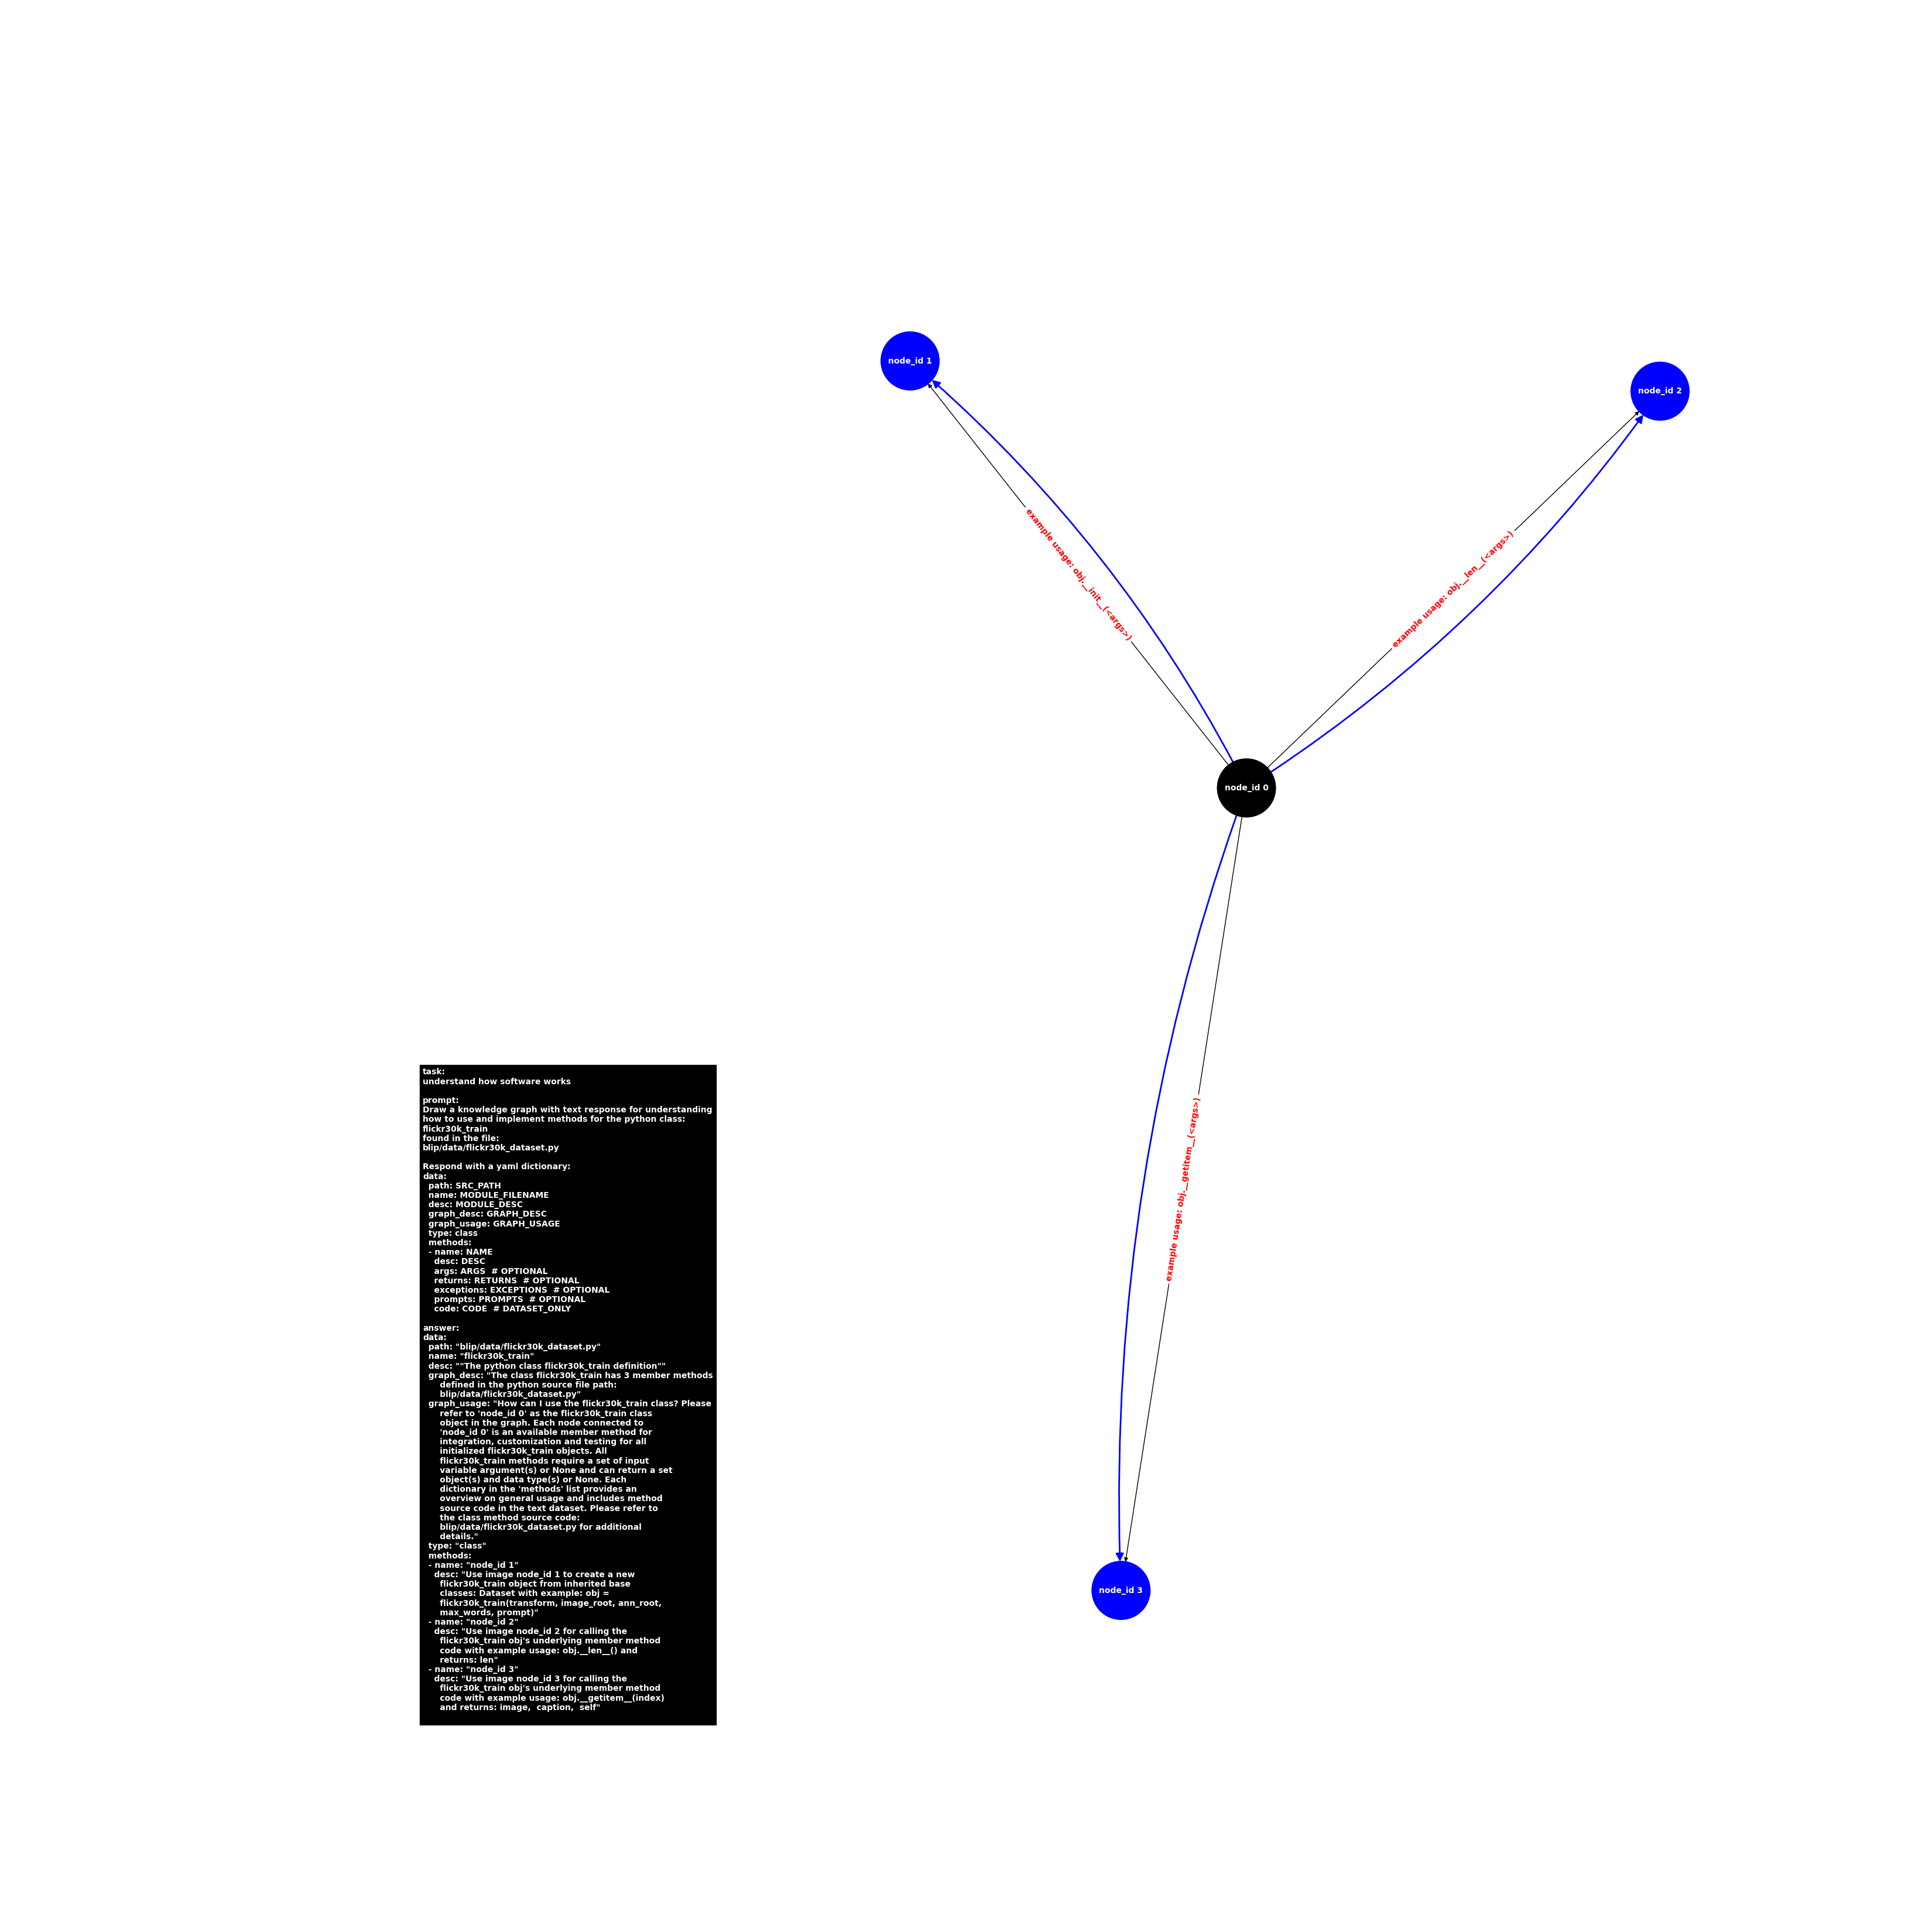 node_id 1
node_id 2
example usage: obj.__init__(<args>)
example usage: obj.__len__(<args>)
node_id 0
example usage: obj.__getitem__(<args>)
node_id 3
task:
understand how software works

prompt:
Draw a knowledge graph with text response for understanding
how to use and implement methods for the python class:
flickr30k_train
found in the file:
blip/data/flickr30k_dataset.py

Respond with a yaml dictionary:
data:
  path: SRC_PATH
  name: MODULE_FILENAME
  desc: MODULE_DESC
  graph_desc: GRAPH_DESC
  graph_usage: GRAPH_USAGE
  type: class
  methods:
  - name: NAME
    desc: DESC
    args: ARGS  # OPTIONAL
    returns: RETURNS  # OPTIONAL
    exceptions: EXCEPTIONS  # OPTIONAL
    prompts: PROMPTS  # OPTIONAL
    code: CODE  # DATASET_ONLY

answer:
data:
  path: "blip/data/flickr30k_dataset.py"
  name: "flickr30k_train"
  desc: ""The python class flickr30k_train definition""
  graph_desc: "The class flickr30k_train has 3 member methods
      defined in the python source file path:
      blip/data/flickr30k_dataset.py"
  graph_usage: "How can I use the flickr30k_train class? Please
      refer to 'node_id 0' as the flickr30k_train class
      object in the graph. Each node connected to
      'node_id 0' is an available member method for
      integration, customization and testing for all
      initialized flickr30k_train objects. All
      flickr30k_train methods require a set of input
      variable argument(s) or None and can return a set
      object(s) and data type(s) or None. Each
      dictionary in the 'methods' list provides an
      overview on general usage and includes method
      source code in the text dataset. Please refer to
      the class method source code:
      blip/data/flickr30k_dataset.py for additional
      details."
  type: "class"
  methods:
  - name: "node_id 1"
    desc: "Use image node_id 1 to create a new
      flickr30k_train object from inherited base
      classes: Dataset with example: obj =
      flickr30k_train(transform, image_root, ann_root,
      max_words, prompt)"
  - name: "node_id 2"
    desc: "Use image node_id 2 for calling the
      flickr30k_train obj's underlying member method
      code with example usage: obj.__len__() and
      returns: len"
  - name: "node_id 3"
    desc: "Use image node_id 3 for calling the
      flickr30k_train obj's underlying member method
      code with example usage: obj.__getitem__(index)
      and returns: image,  caption,  self"